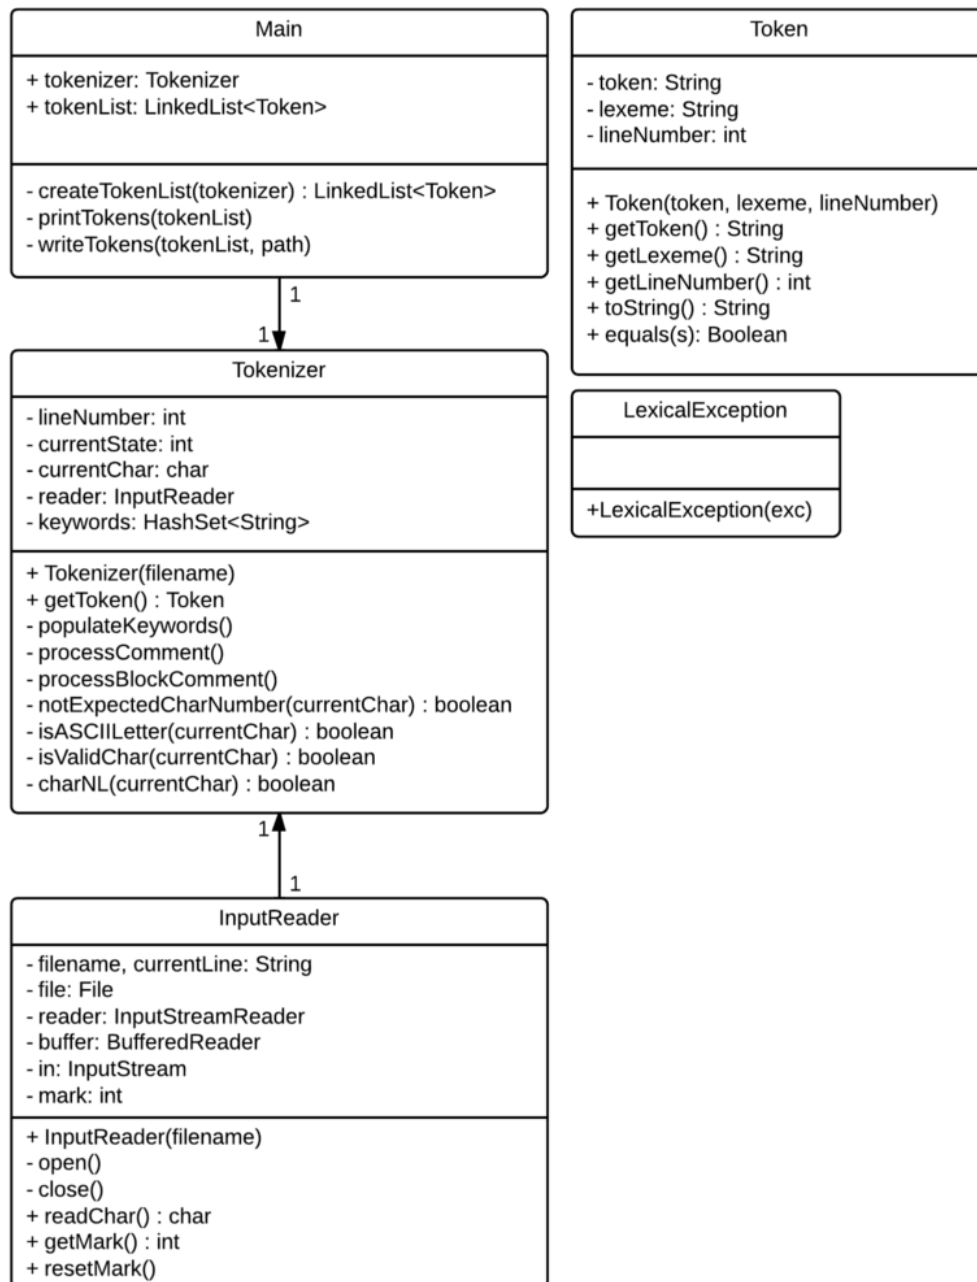 Main
+ tokenizer: Tokenizer
+ tokenList: LinkedList<Token>
- createTokenList(tokenizer) : LinkedList<Token>
- printTokens(tokenList)
- writeTokens(tokenList, path)
1
1
Tokenizer
- lineNumber: int
- currentState: int
- currentChar: char
- reader: InputReader
- keywords: HashSet<String>
+ Tokenizer(filename)
+ getToken() : Token
- populateKeywords()
- processComment()
- processBlockComment()
- notExpectedCharNumber(currentChar) : boolean
- isASCIILetter(currentChar) : boolean
- isValidChar(currentChar) : boolean
- charNL(currentChar) : boolean
1
1
InputReader
- filename, currentLine: String
- file: File
- reader: InputStreamReader
- buffer: BufferedReader
- in: InputStream
- mark: int
+ InputReader(filename)
- open()
- close()
+ readChar() : char
+ getMark() : int
+ resetMark()
Token
- token: String
- lexeme: String
- lineNumber: int
+ Token(token, lexeme, lineNumber)
+ getToken() : String
+ getLexeme() : String
+ getLineNumber() : int
+ toString() : String
+ equals(s): Boolean
LexicalException
+LexicalException(exc)